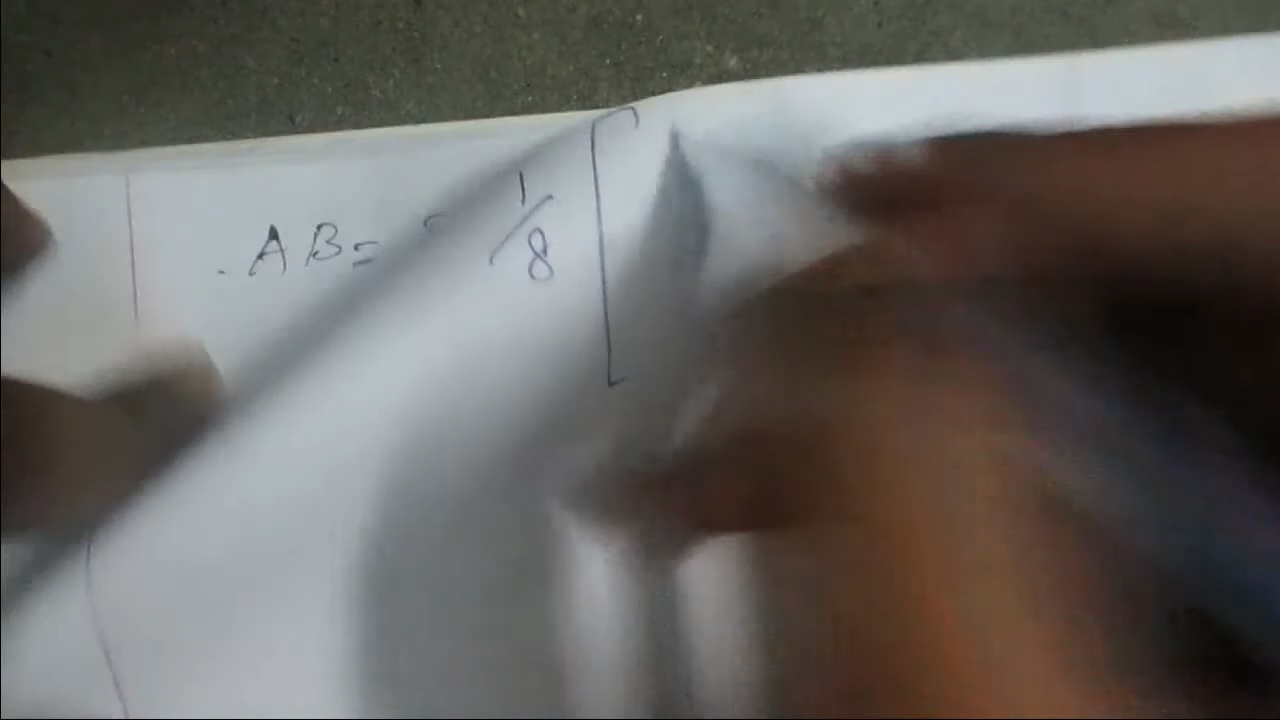 . AB = 1/8 [